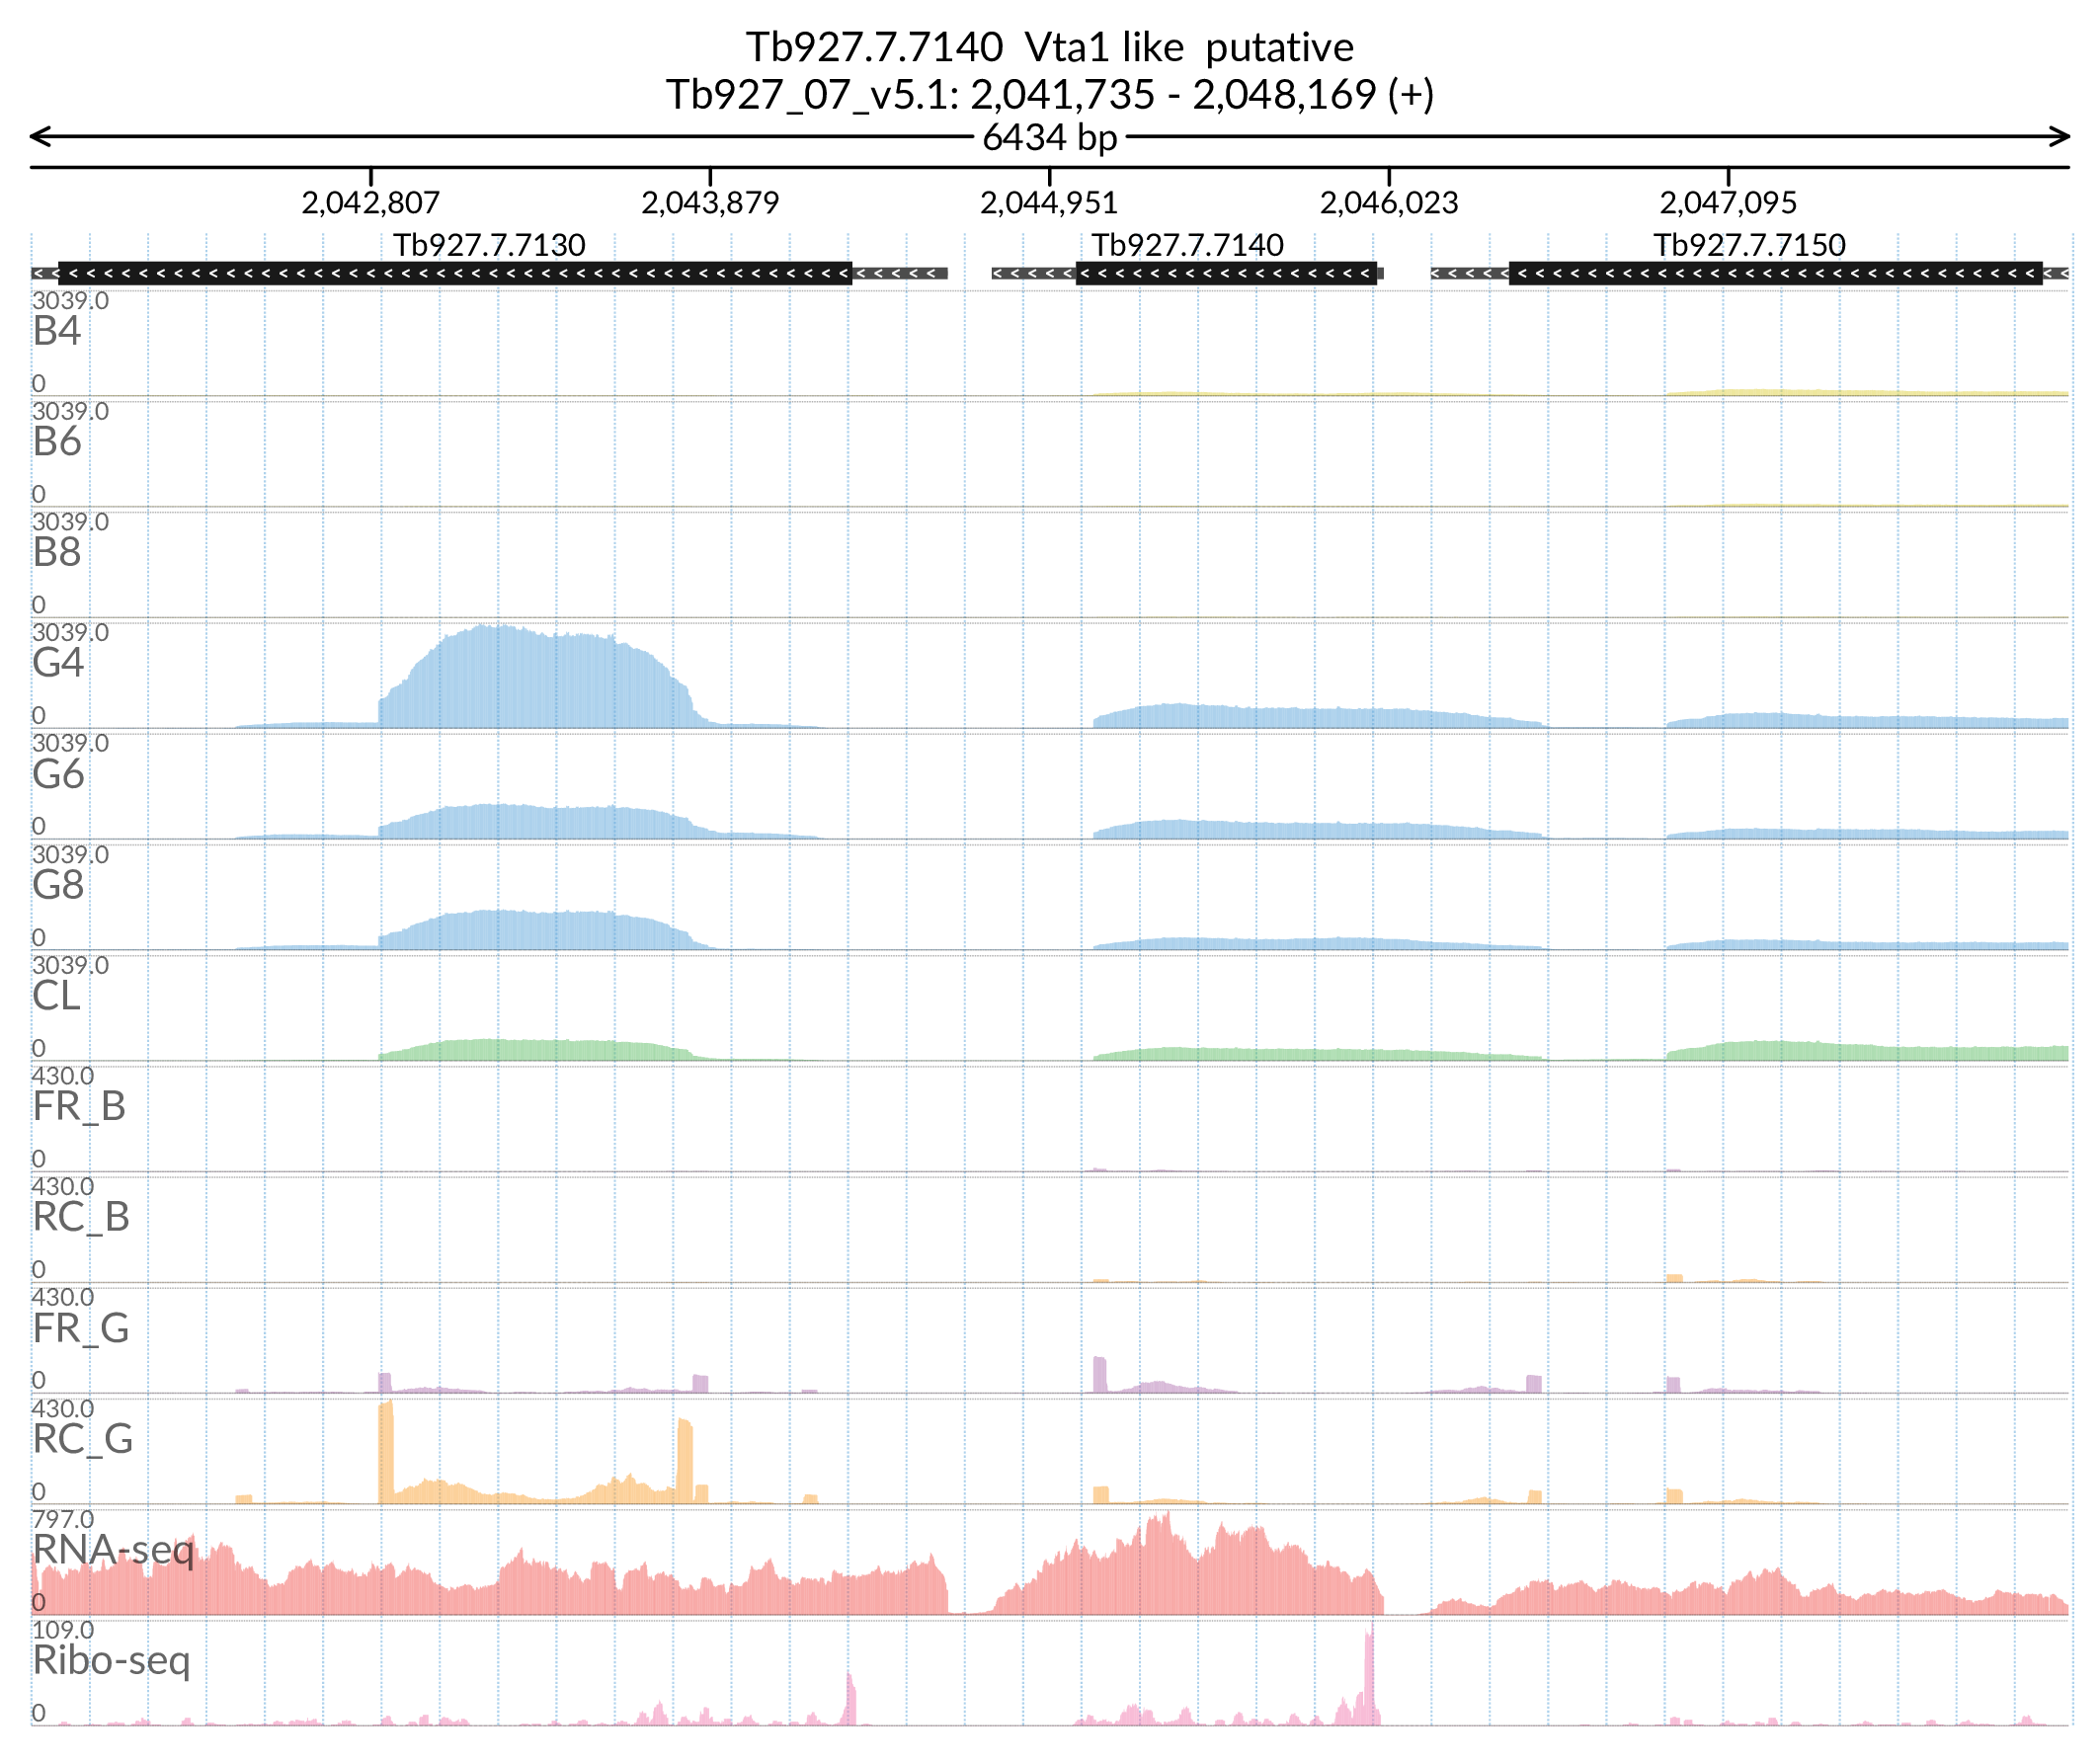 Tb927.7.7140 Vta1 like putative
Tb927_07_v5.1: 2,041,735 - 2,048,169 (+)
6434 bp
2,042,807 2,043,879 2,044,951 2,046,023 2,047,095
Tb927.7.7130 Tb927.7.7140 Tb927.7.7150
3039.0
B4
0
3039.0
B6
0
3039.0
B8
0
3039.0
G4
0
3039.0
G6
0
3039.0
G8
0
3039.0
CL
0
430.0
FR_B
0
430.0
RC_B
0
430.0
FR_G
0
430.0
RC_G
0
797.0
RNA-seq
0
109.0
Ribo-seq
0